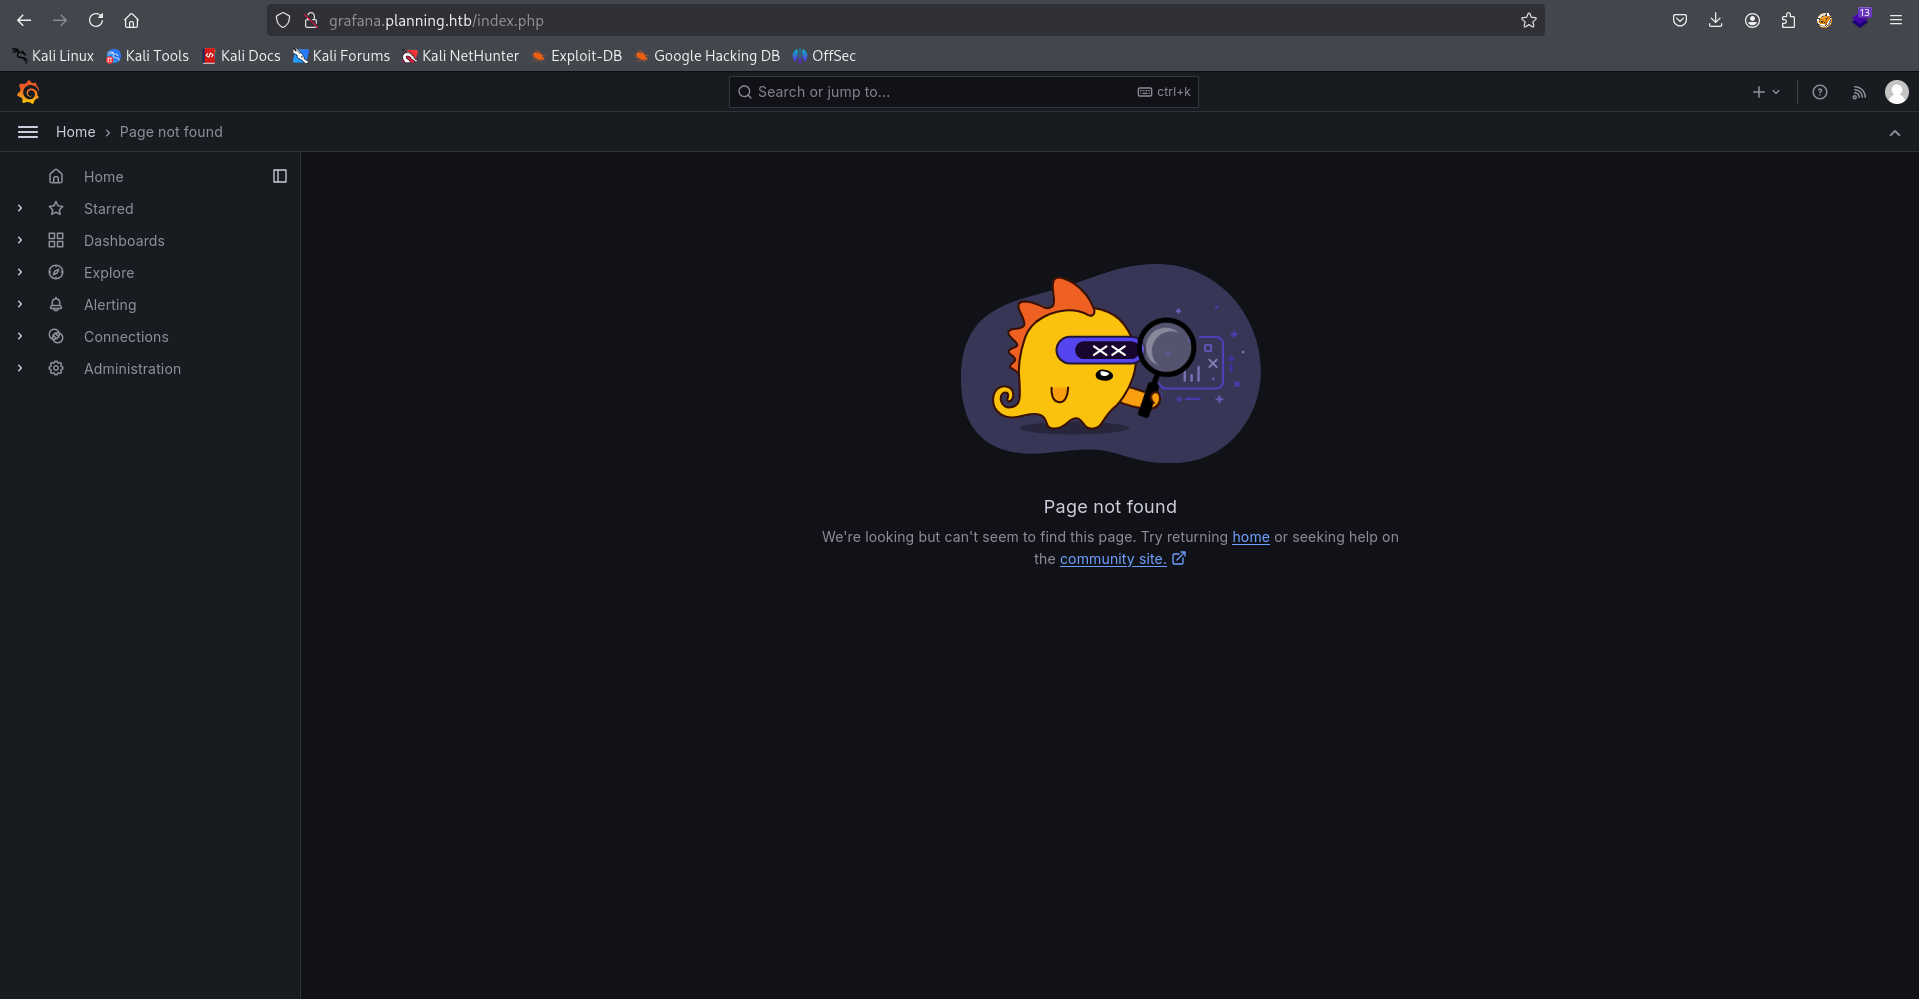 grafana.planning.htb/index.php
13
Kali Linux Kali Tools Kali Docs Kali Forums Kali NetHunter Exploit-DB Google Hacking DB OffSec
Search or jump to... ctrl+k
Home › Page not found
Home
Starred
Dashboards
Explore
Alerting
Connections
Administration
Page not found
We're looking but can't seem to find this page. Try returning home or seeking help on
the community site.